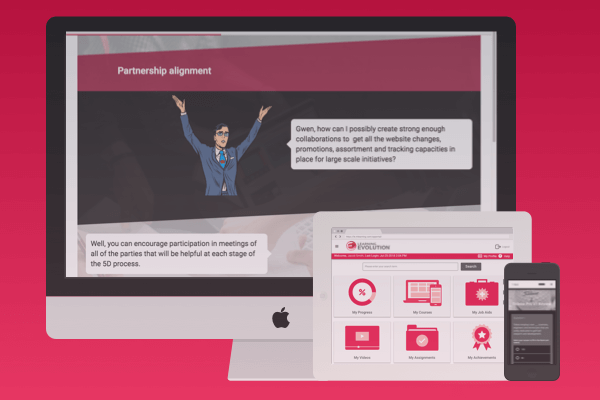 Partnership alignment
Gwen, how can I possibly create strong enough
collaborations to get all the website changes,
promotions, assortment and tracking capacities in
place for large scale initiatives?
Well, you can encourage participation in meetings of
all of the parties that will be helpful at each stage of
the 5D process.
LEARNING
EVOLUTION
Search
My Progress
My Courses
My Job Aids
My Videos
My Assignments
My Achievements